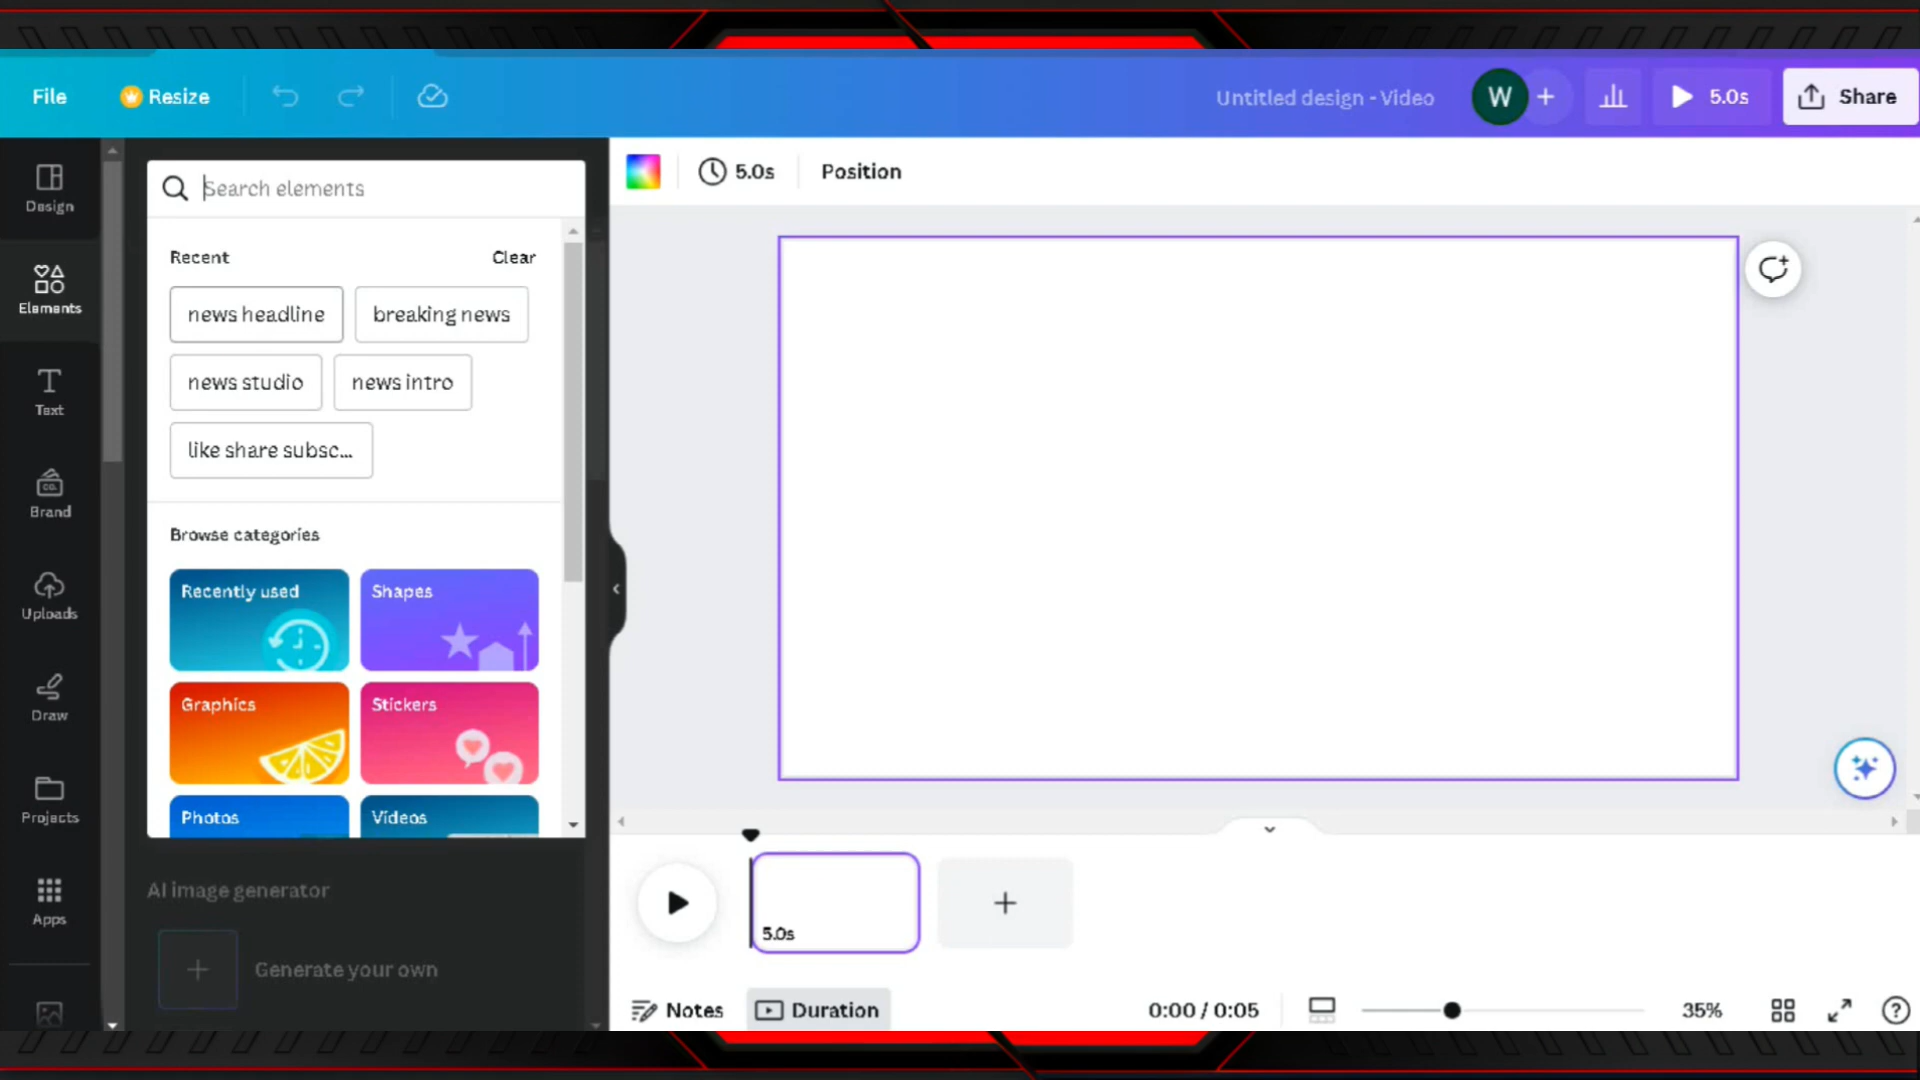 File
Resize
Untitled design - Video
W
5.0s
Share
Design
Elements
Text
CO.
Brand
Uploads
Draw
Projects
Apps
Search elements
Recent
Clear
news headline
breaking news
news studio
news intro
like share subsc...
Browse categories
Recently used
Shapes
Graphics
Stickers
Photos
Videos
AI image generator
Generate your own
5.0s
Position
5.0s
Notes
Duration
0:00 / 0:05
35%